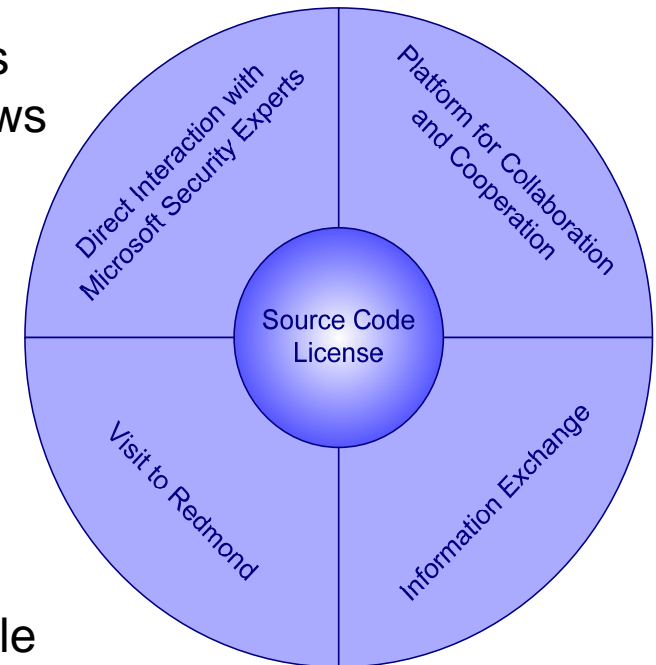 Direct Interaction with
Microsoft Security Experts
Platform for Collaboration
and Cooperation
Source Code
License
Visit to Redmond
Information Exchange